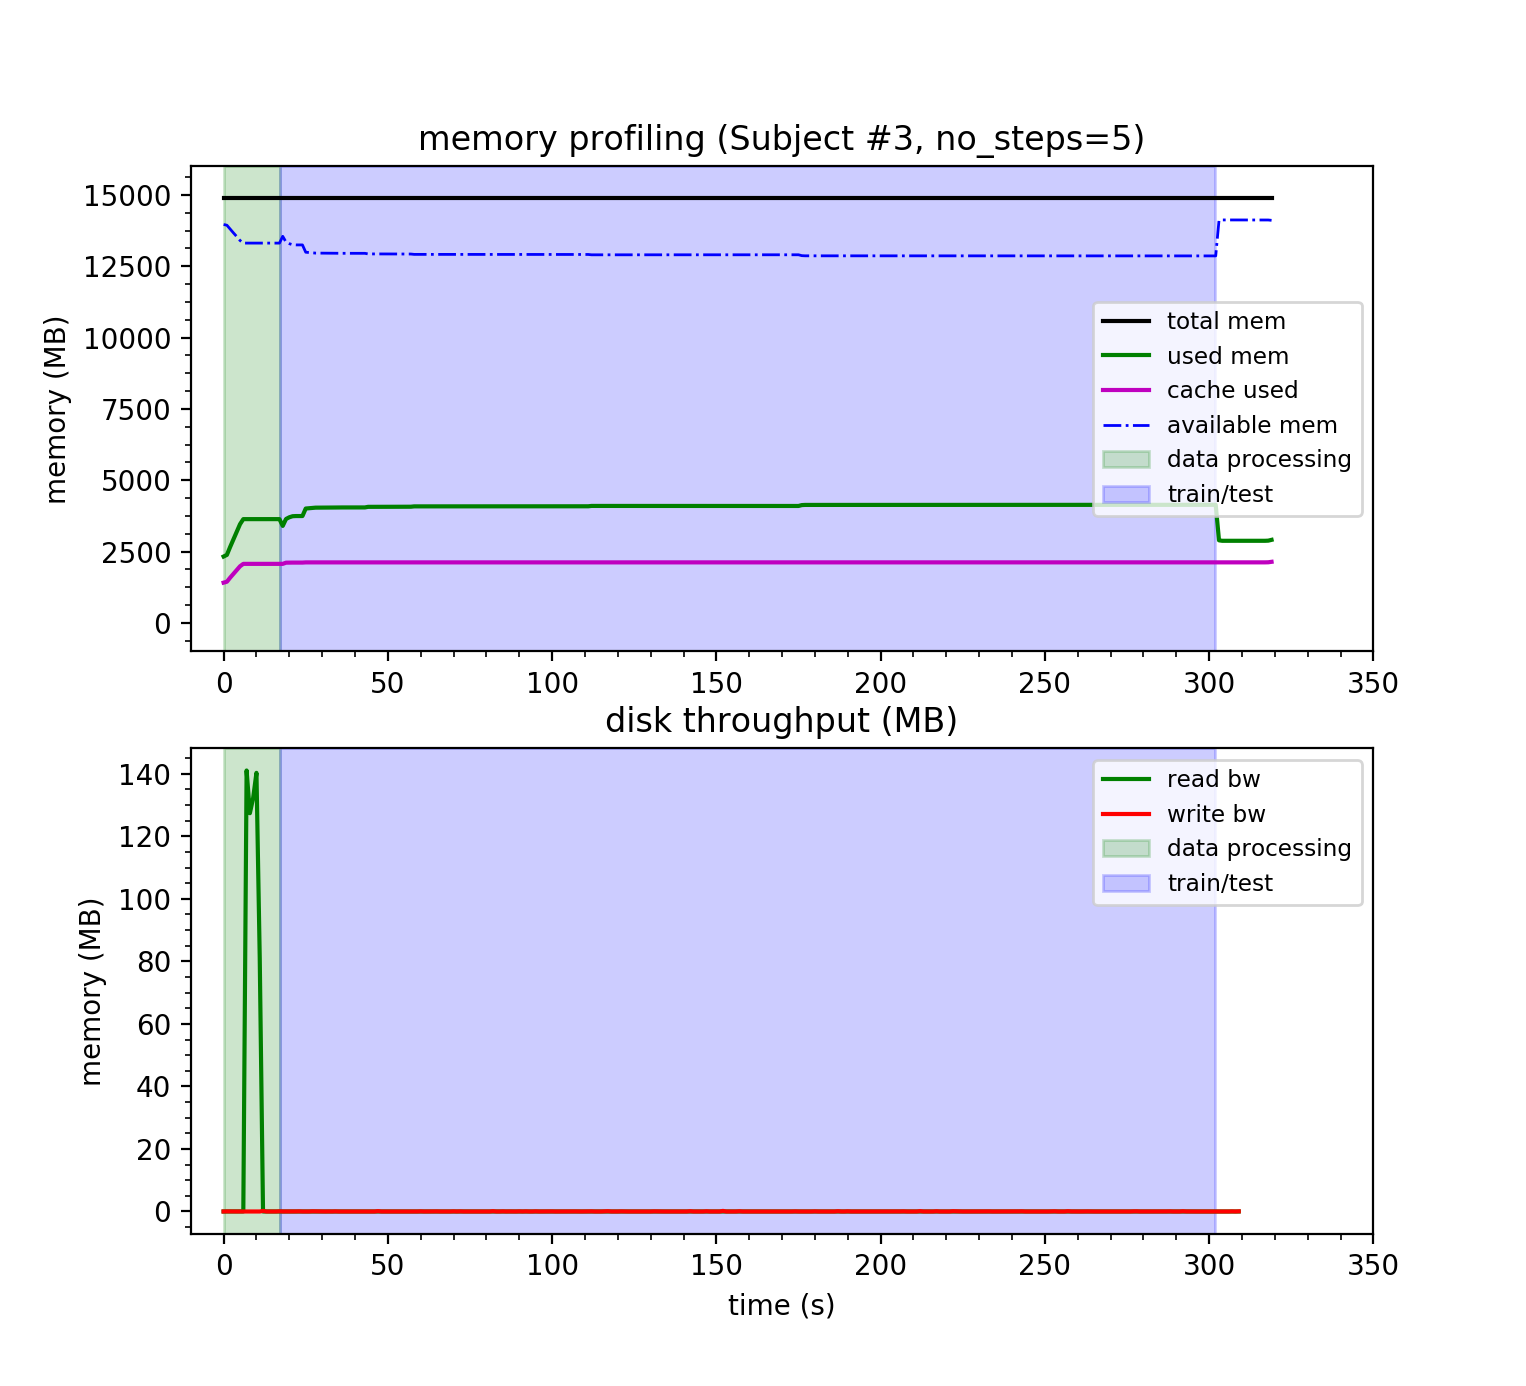 memory profiling (Subject #3, no_steps=5)
memory (MB)
15000
12500
10000
7500
5000
2500
0
total mem
used mem
cache used
available mem
data processing
train/test
0 50 100 150 200 250 300 350
disk throughput (MB)
memory (MB)
140
120
100
80
60
40
20
0
read bw
write bw
data processing
train/test
0 50 100 150 200 250 300 350
time (s)